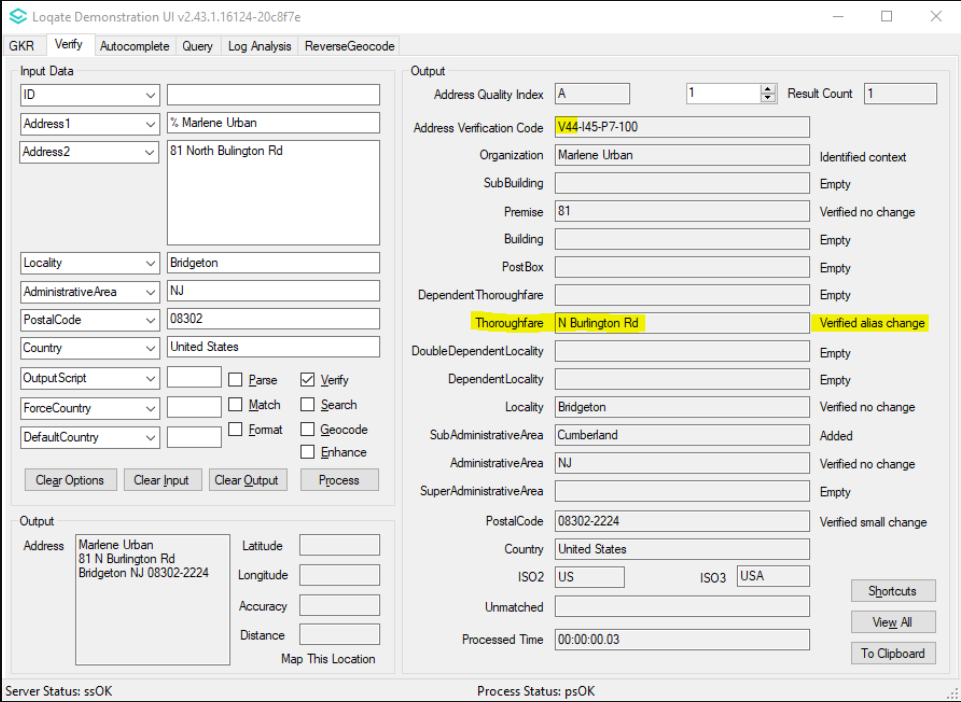 Loqate Demonstration UI v2.43.1.16124-20c8f7e
GKR Verify Autocomplete Query Log Analysis ReverseGeocode
Input Data
ID
Address1 % Marlene Urban
Address2 81 North Bulington Rd
Locality Bridgeton
AdministrativeArea NJ
PostalCode 08302
Country United States
OutputScript Parse Verify
ForceCountry Match Search
DefaultCountry Format Geocode
Enhance
Clear Options Clear Input Clear Output Process
Output
Address Marlene Urban
81 N Burlington Rd
Bridgeton NJ 08302-2224
Latitude
Longitude
Accuracy
Distance
Map This Location
Output
Address Quality Index A 1 Result Count 1
Address Verification Code V44-I45-P7-100
Organization Marlene Urban Identified context
SubBuilding Empty
Premise 81 Verified no change
Building Empty
PostBox Empty
DependentThoroughfare Empty
Thoroughfare N Burlington Rd Verified alias change
DoubleDependentLocality Empty
DependentLocality Empty
Locality Bridgeton Verified no change
SubAdministrativeArea Cumberland Added
AdministrativeArea NJ Verified no change
SuperAdministrativeArea Empty
PostalCode 08302-2224 Verified small change
Country United States
ISO2 US ISO3 USA
Unmatched
Processed Time 00:00:00.03
Shortcuts
View All
To Clipboard
Server Status: ssOK Process Status: psOK